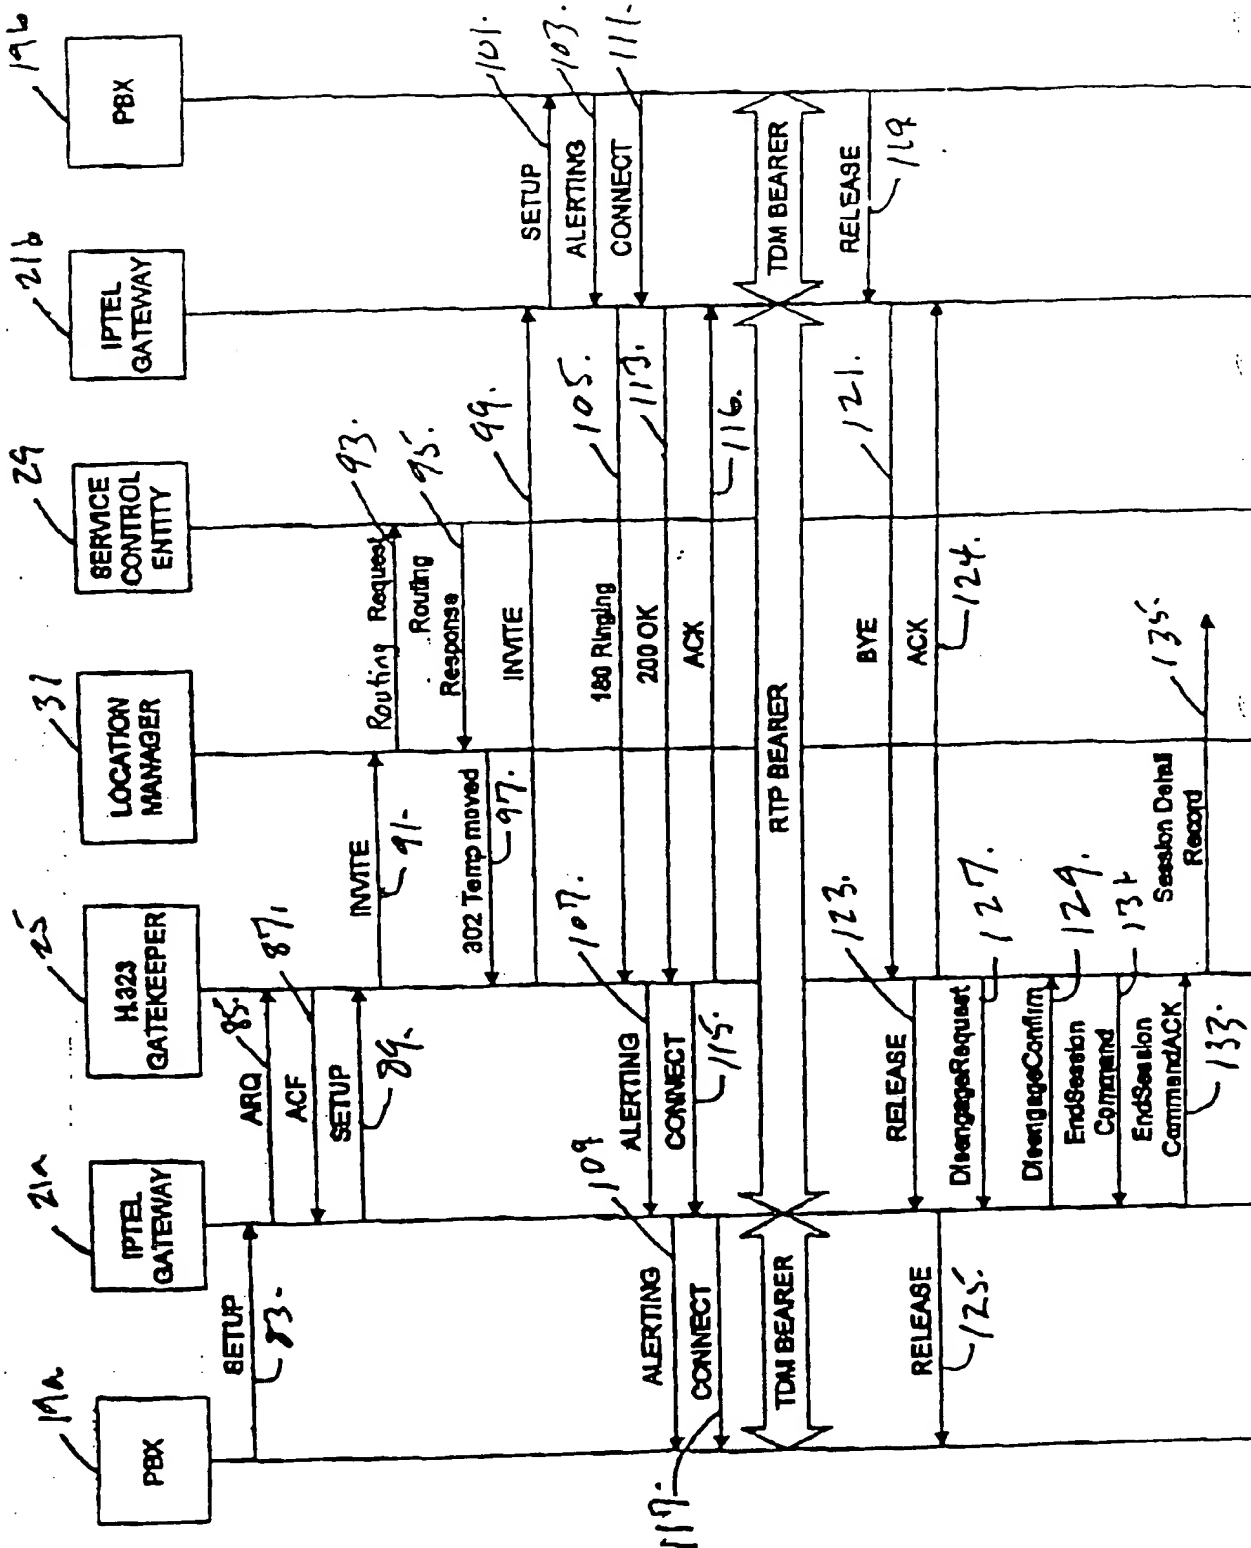 19a
PBX
21a
IPTEL
GATEWAY
25
H.323
GATEKEEPER
31
LOCATION
MANAGER
29
SERVICE
CONTROL
ENTITY
21b
IPTEL
GATEWAY
19b
PBX
SETUP
83.
ARQ
85.
ACF
87.
SETUP
89.
INVITE
91.
Routing Request
93.
Routing
Response
95.
302 Temp moved
97.
INVITE
99.
SETUP
101.
ALERTING
103.
180 Ringing
105.
ALERTING
107.
ALERTING
109
CONNECT
111.
200 OK
113.
CONNECT
115.
ACK
116.
CONNECT
117.
TDM BEARER
RTP BEARER
TDM BEARER
RELEASE
119
BYE
121.
RELEASE
123.
ACK
124.
RELEASE
125.
DisengageRequest
127.
DisengageConfirm
129.
EndSession
Command
131
EndSession
CommandACK
133.
Session Detail
Record
135.